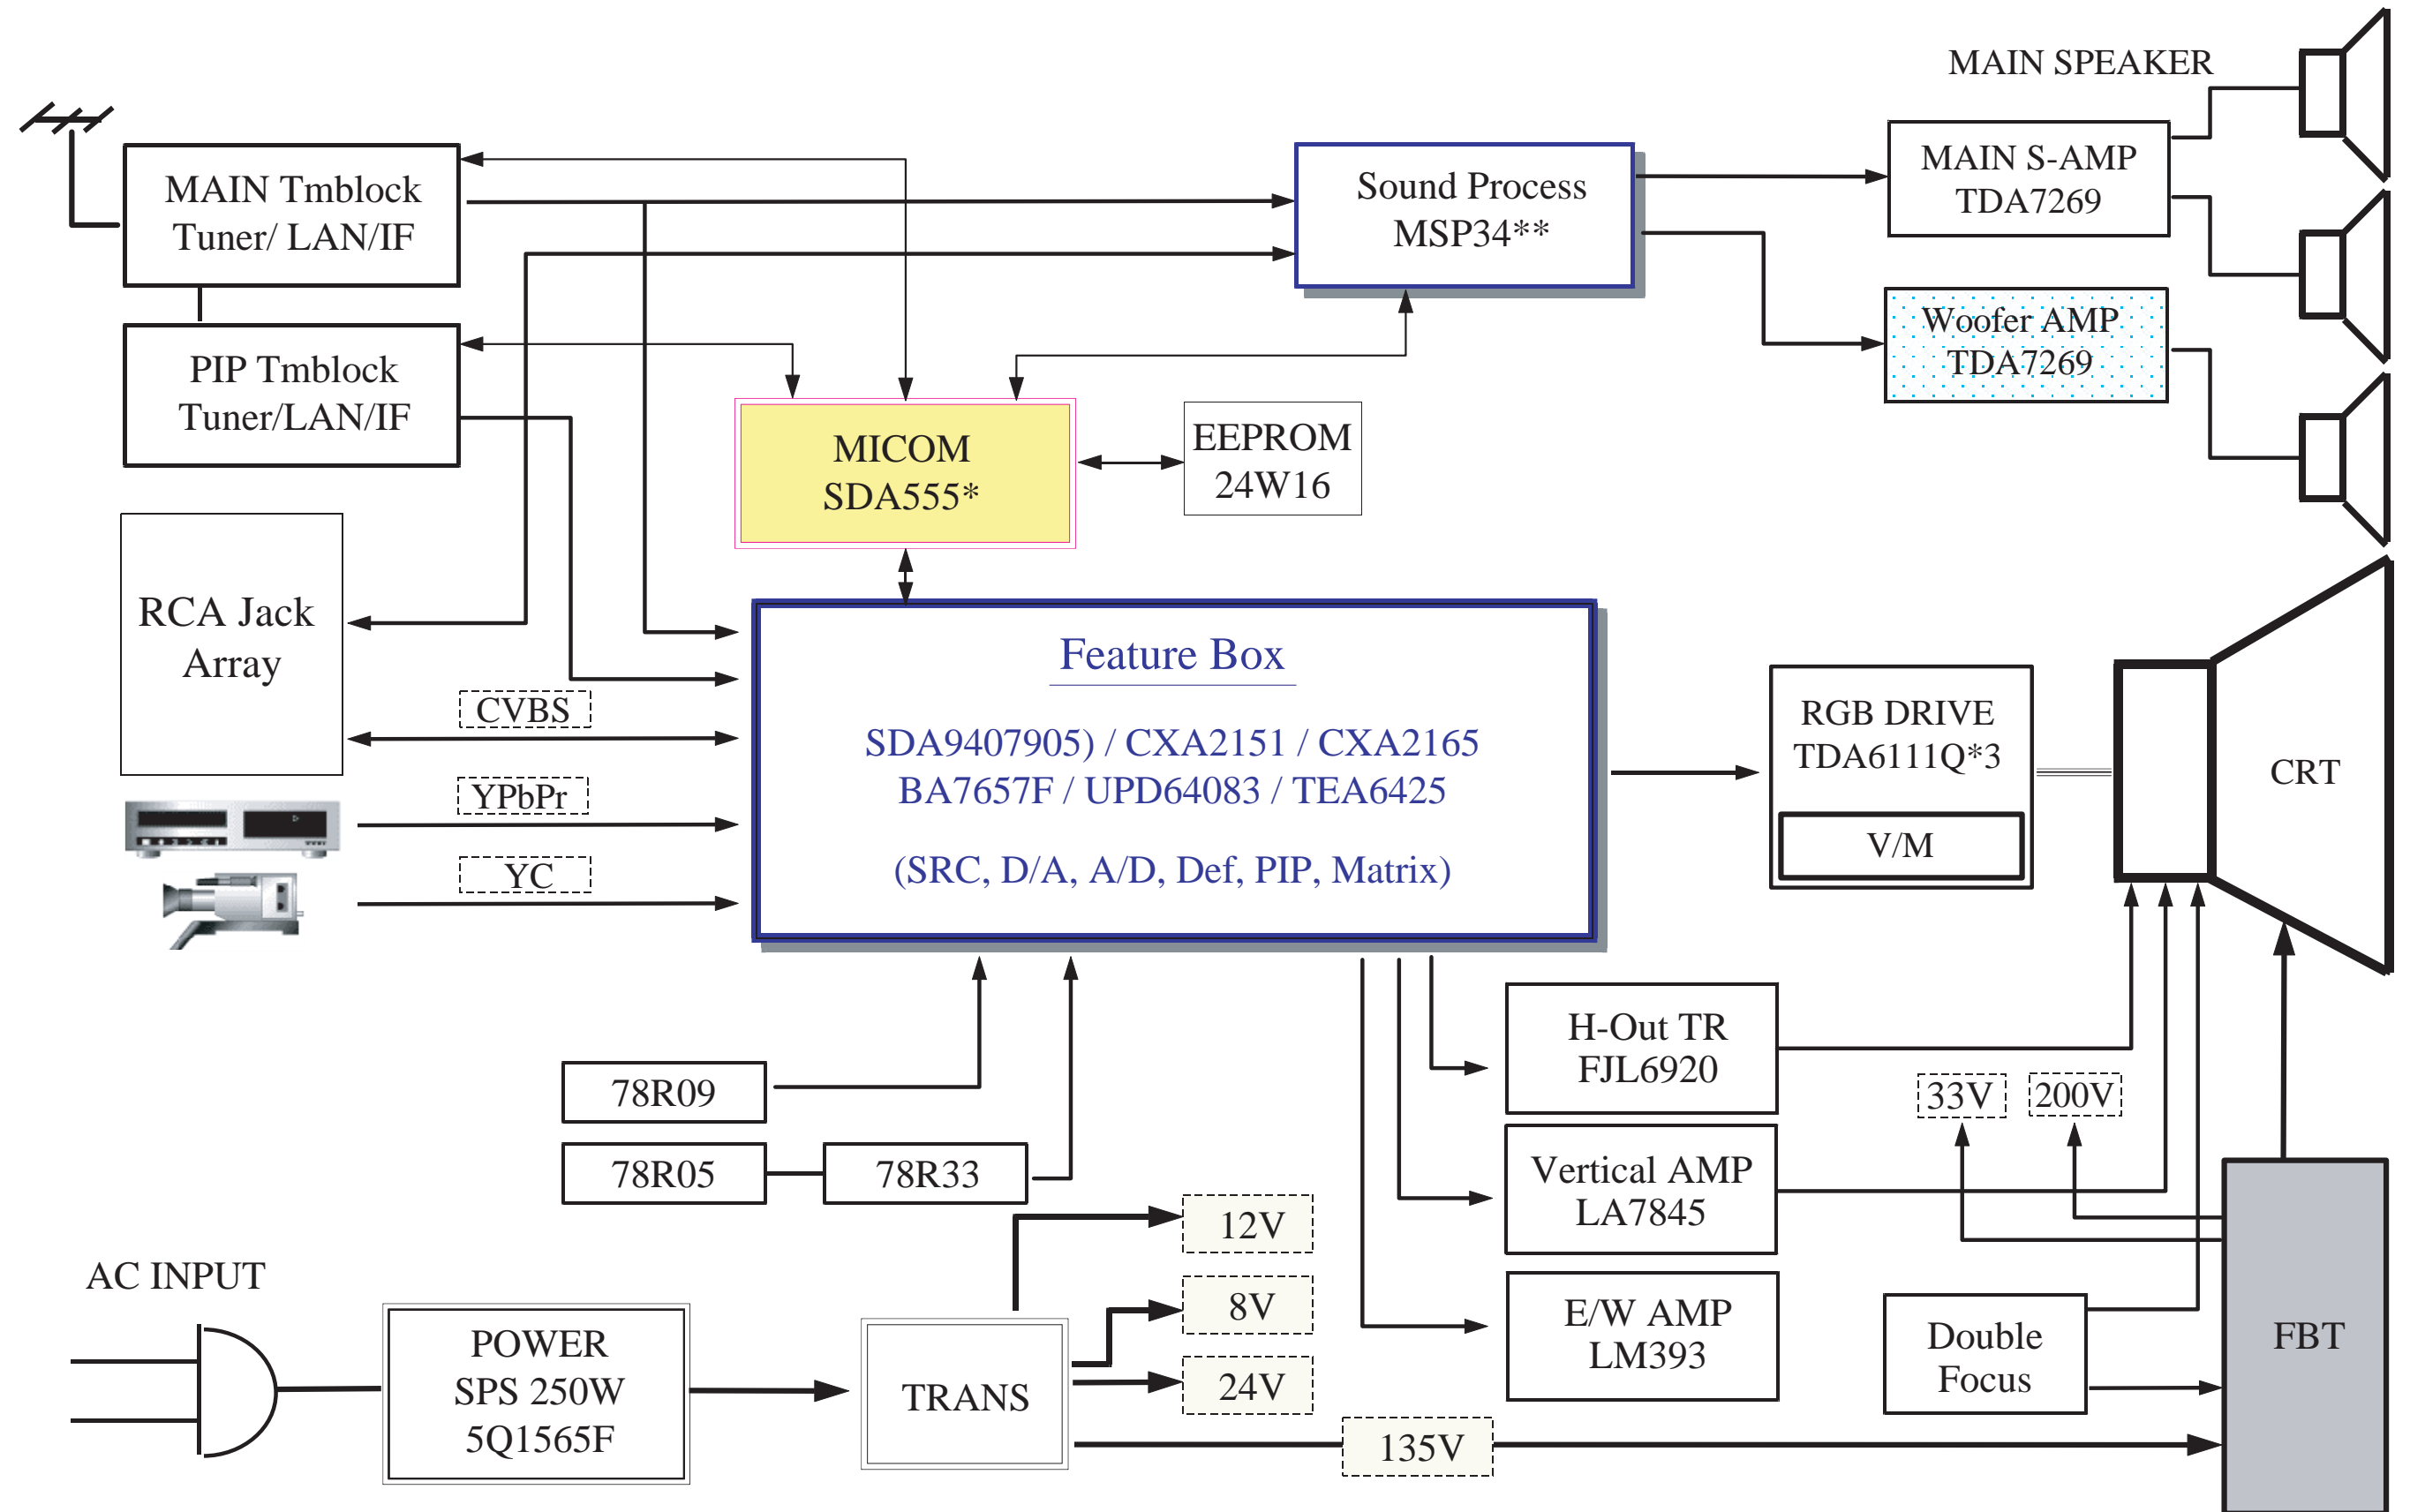 MAIN SPEAKER
MAIN Tmblock
Tuner/ LAN/IF
Sound Process
MSP34**
MAIN S-AMP
TDA7269
PIP Tmblock
Tuner/LAN/IF
Woofer AMP
TDA7269
MICOM
SDA555*
EEPROM
24W16
RCA Jack
Array
CVBS
YPbPr
YC
Feature Box
SDA9407905) / CXA2151 / CXA2165
BA7657F / UPD64083 / TEA6425
(SRC, D/A, A/D, Def, PIP, Matrix)
RGB DRIVE
TDA6111Q*3
V/M
CRT
H-Out TR
FJL6920
78R09
33V
200V
78R05
78R33
Vertical AMP
LA7845
12V
8V
24V
AC INPUT
POWER
SPS 250W
5Q1565F
TRANS
E/W AMP
LM393
Double
Focus
FBT
135V